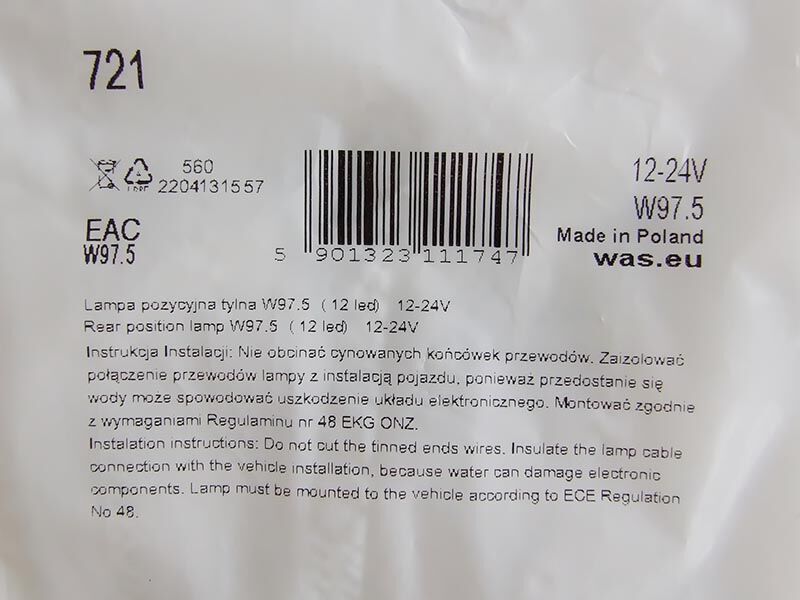 721
560
2204131557
LDPE
EAC
W97.5
5 901323 111747
12-24V
W97.5
Made in Poland
was.eu
Lampa pozycyjna tylna W97.5 ( 12 led) 12-24V
Rear position lamp W97.5 ( 12 led) 12-24V
Instrukcja Instalacji: Nie obcinać cynowanych końcówek przewodów. Zaizolować
połączenie przewodów lampy z instalacją pojazdu, ponieważ przedostanie się
wody może spowodować uszkodzenie układu elektronicznego. Montować zgodnie
z wymaganiami Regulaminu nr 48 EKG ONZ.
Instalation instructions: Do not cut the tinned ends wires. Insulate the lamp cable
connection with the vehicle installation, because water can damage electronic
components. Lamp must be mounted to the vehicle according to ECE Regulation
No 48.